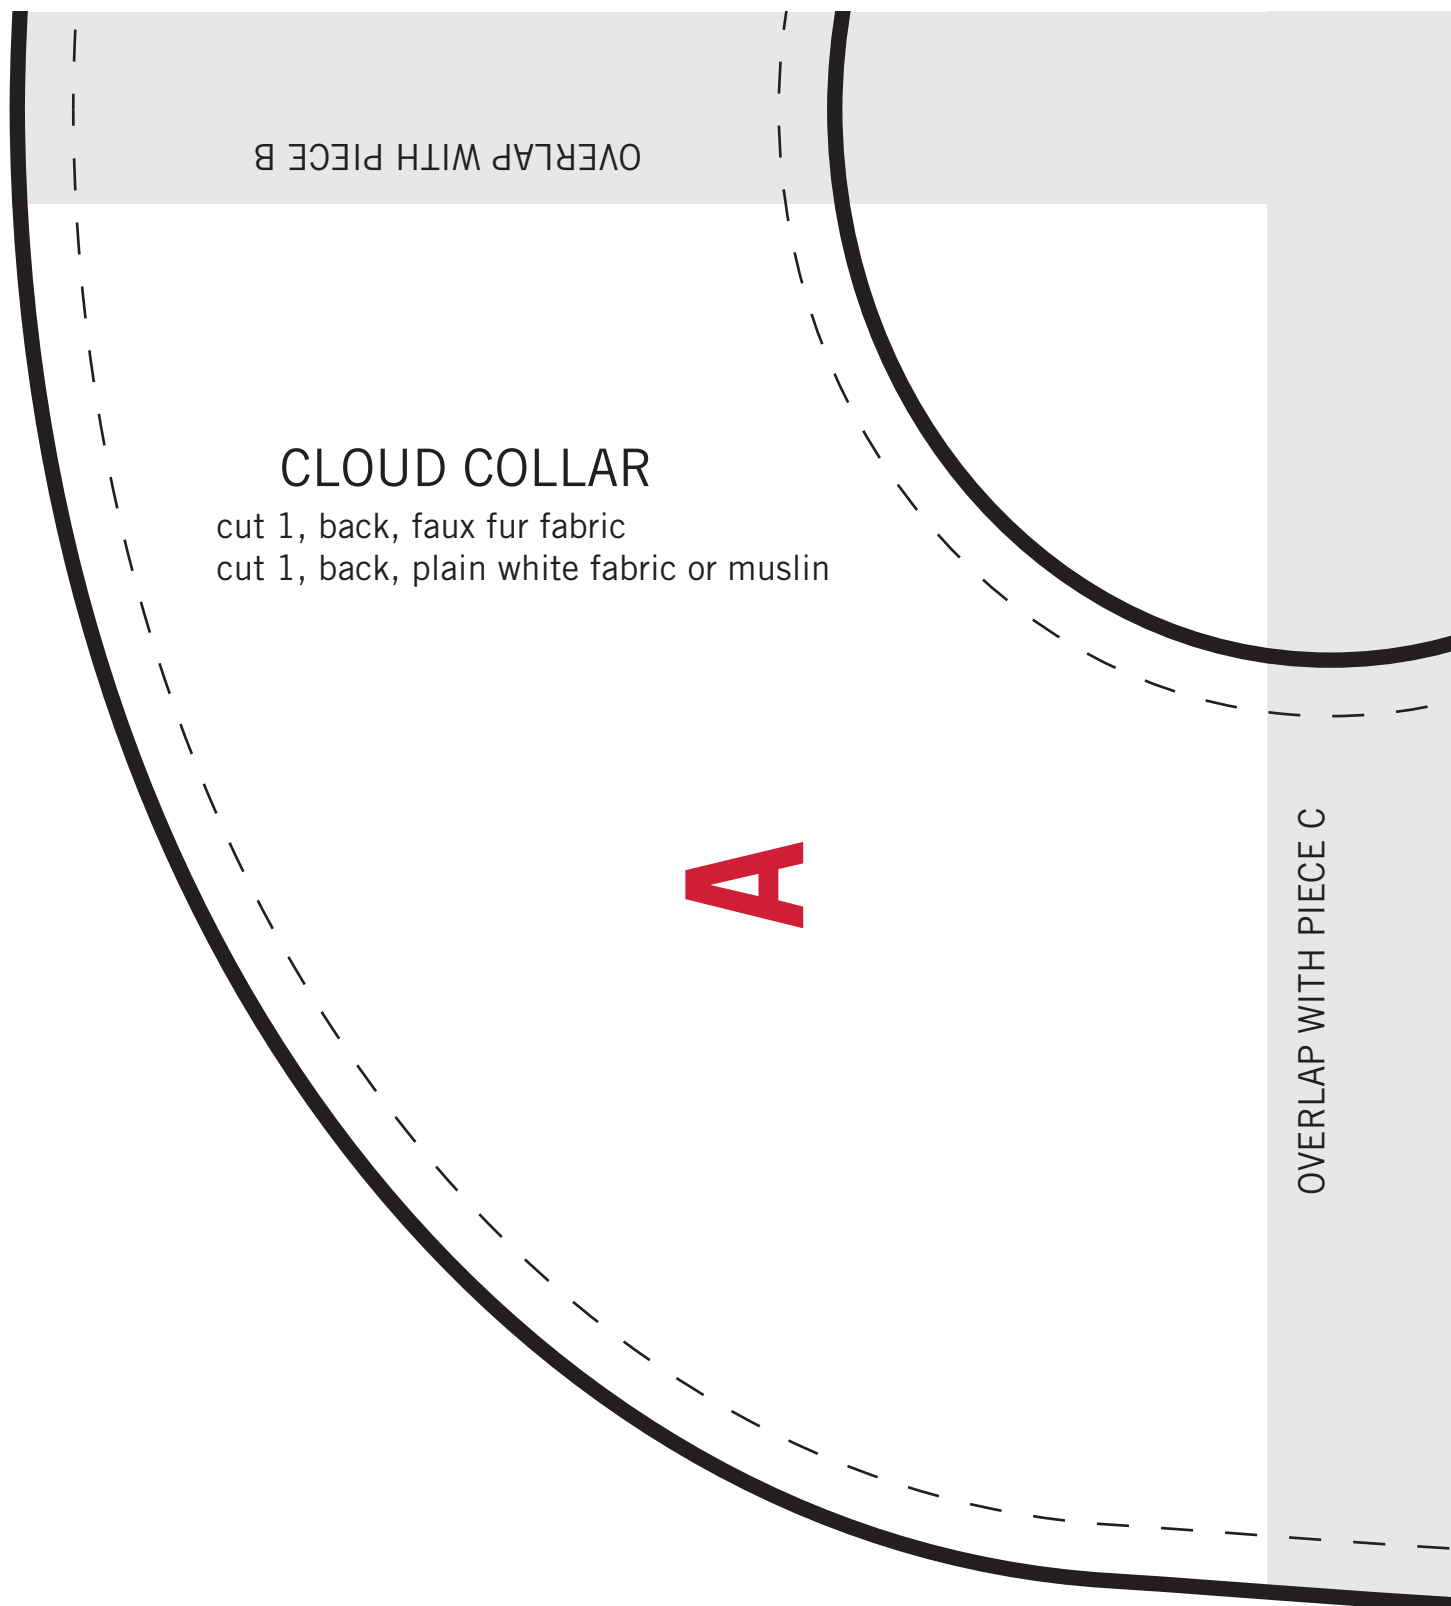 OVERLAP WITH PIECE B
CLOUD COLLAR
cut 1, back, faux fur fabric
cut 1, back, plain white fabric or muslin
A
OVERLAP WITH PIECE C